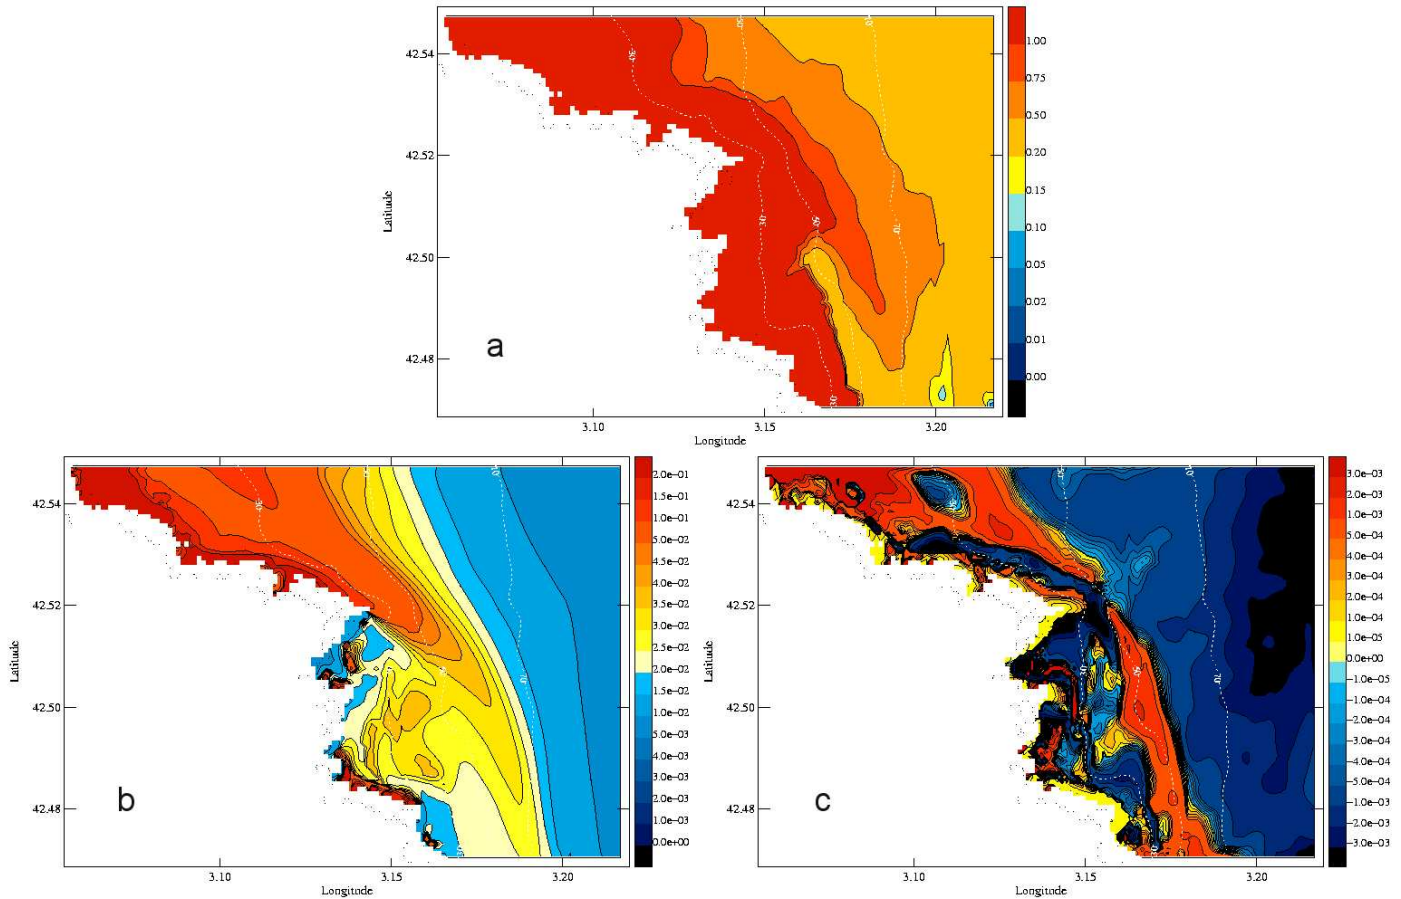 1.00
42.54
0.75
0.50
42.52
0.20
0.15
Latitude
0.10
42.50
0.05
0.02
0.01
a
42.48
0.00
3.10
3.15
3.20
Longitude
2.0e-01
1.5e-01
42.54
1.0e-01
5.0e-02
4.5e-02
4.0e-02
42.52
3.5e-02
3.0e-02
2.5e-02
Latitude
2.0e-02
1.5e-02
42.50
1.0e-02
5.0e-03
4.0e-03
3.0e-03
b
42.48
2.0e-03
1.0e-03
0.0e+00
3.10
3.15
3.20
Longitude
3.0e-03
2.0e-03
42.54
1.0e-03
5.0e-04
4.0e-04
3.0e-04
42.52
2.0e-04
1.0e-04
1.0e-05
Latitude
0.0e+00
-1.0e-05
42.50
-1.0e-04
-2.0e-04
-3.0e-04
-4.0e-04
c
42.48
-5.0e-04
-1.0e-03
-2.0e-03
-3.0e-03
3.10
3.15
3.20
Longitude